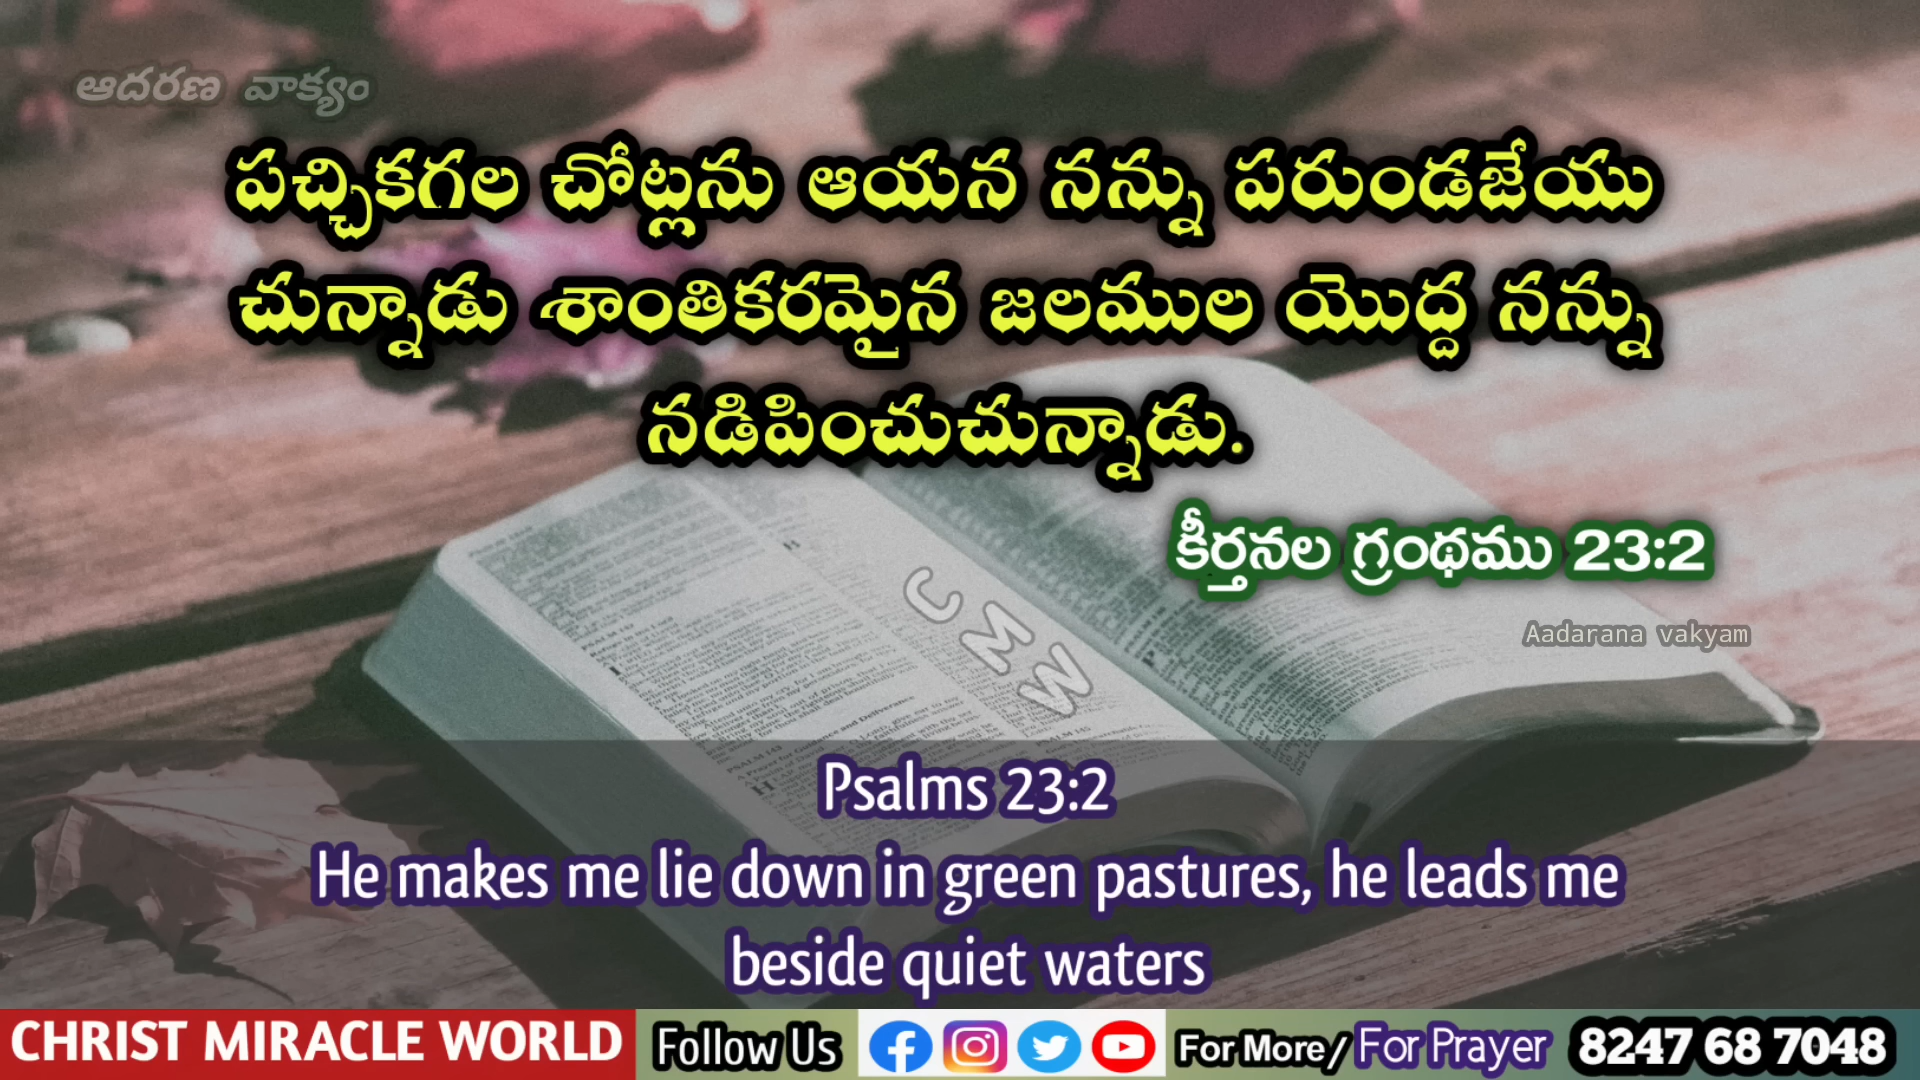 ఆదరణ వాక్యం
పచ్చికగల చోట్లను ఆయన నన్ను పరుండజేయు
చున్నాడు శాంతికరమైన జలముల యొద్ద నన్ను
నడిపించుచున్నాడు.
కీర్తనల గ్రంథము 23:2
CMW
Aadarana vakyam
Psalms 23:2
He makes me lie down in green pastures, he leads me
beside quiet waters
CHRIST MIRACLE WORLD Follow Us For More/ For Prayer 8247 68 7048